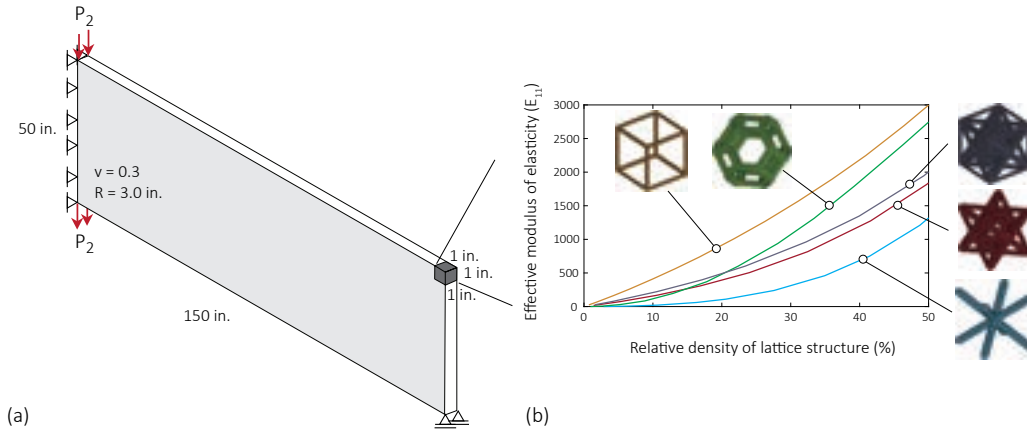 P2
50 in.
v = 0.3
R = 3.0 in.
P2
150 in.
1 in.
1 in.
1 in.
(a)
Effective modulus of elasticity (E11)
3000
2500
2000
1500
1000
500
0
0
10
20
30
40
50
Relative density of lattice structure (%)
(b)